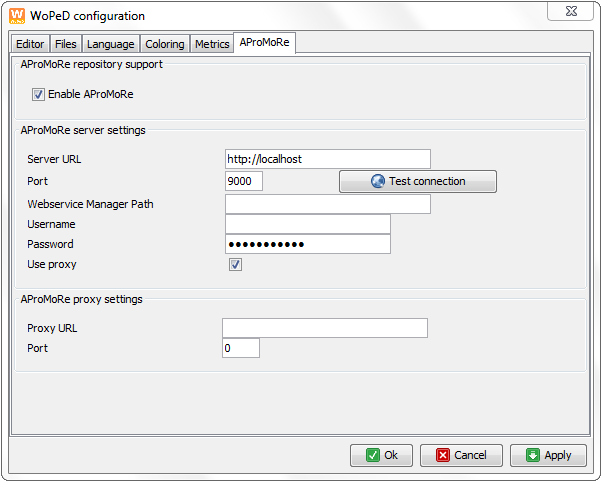 WoPeD configuration
Editor Files Language Coloring Metrics AProMoRe
AProMoRe repository support
Enable AProMoRe
AProMoRe server settings
Server URL http://localhost
Port 9000 Test connection
Webservice Manager Path
Username
Password ●●●●●●●●●●●
Use proxy
AProMoRe proxy settings
Proxy URL
Port 0
Ok Cancel Apply